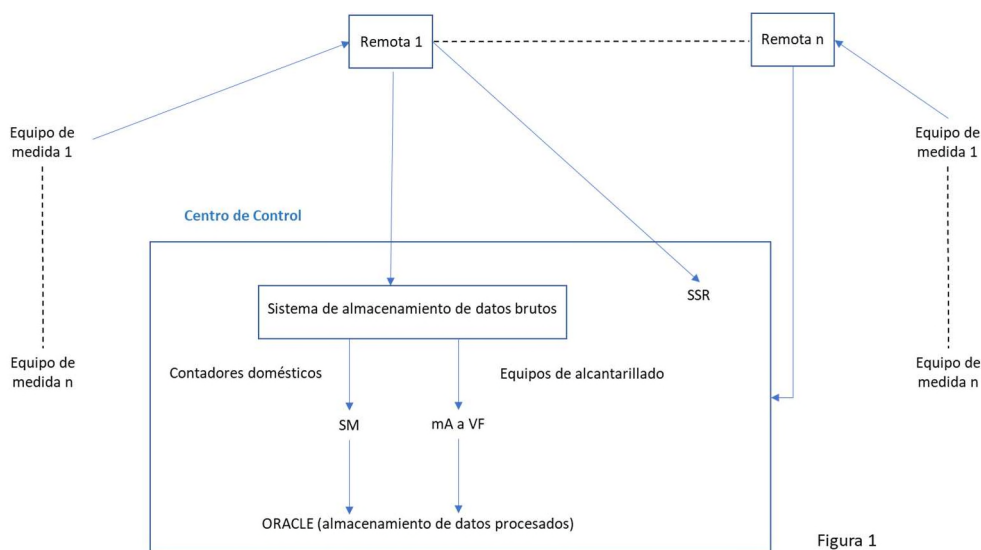 Remota 1
Remota n
Equipo de
medida 1
Equipo de
medida 1
Centro de Control
Sistema de almacenamiento de datos brutos
SSR
Equipo de
medida n
Contadores domésticos
Equipos de alcantarillado
Equipo de
medida n
SM
mA a VF
ORACLE (almacenamiento de datos procesados)
Figura 1